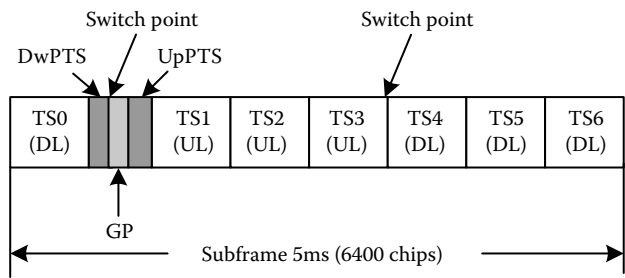 Switch point
Switch point
DwPTS
UpPTS
TS0
(DL)
TS1
(UL)
TS2
(UL)
TS3
(UL)
TS4
(DL)
TS5
(DL)
TS6
(DL)
GP
Subframe 5ms (6400 chips)